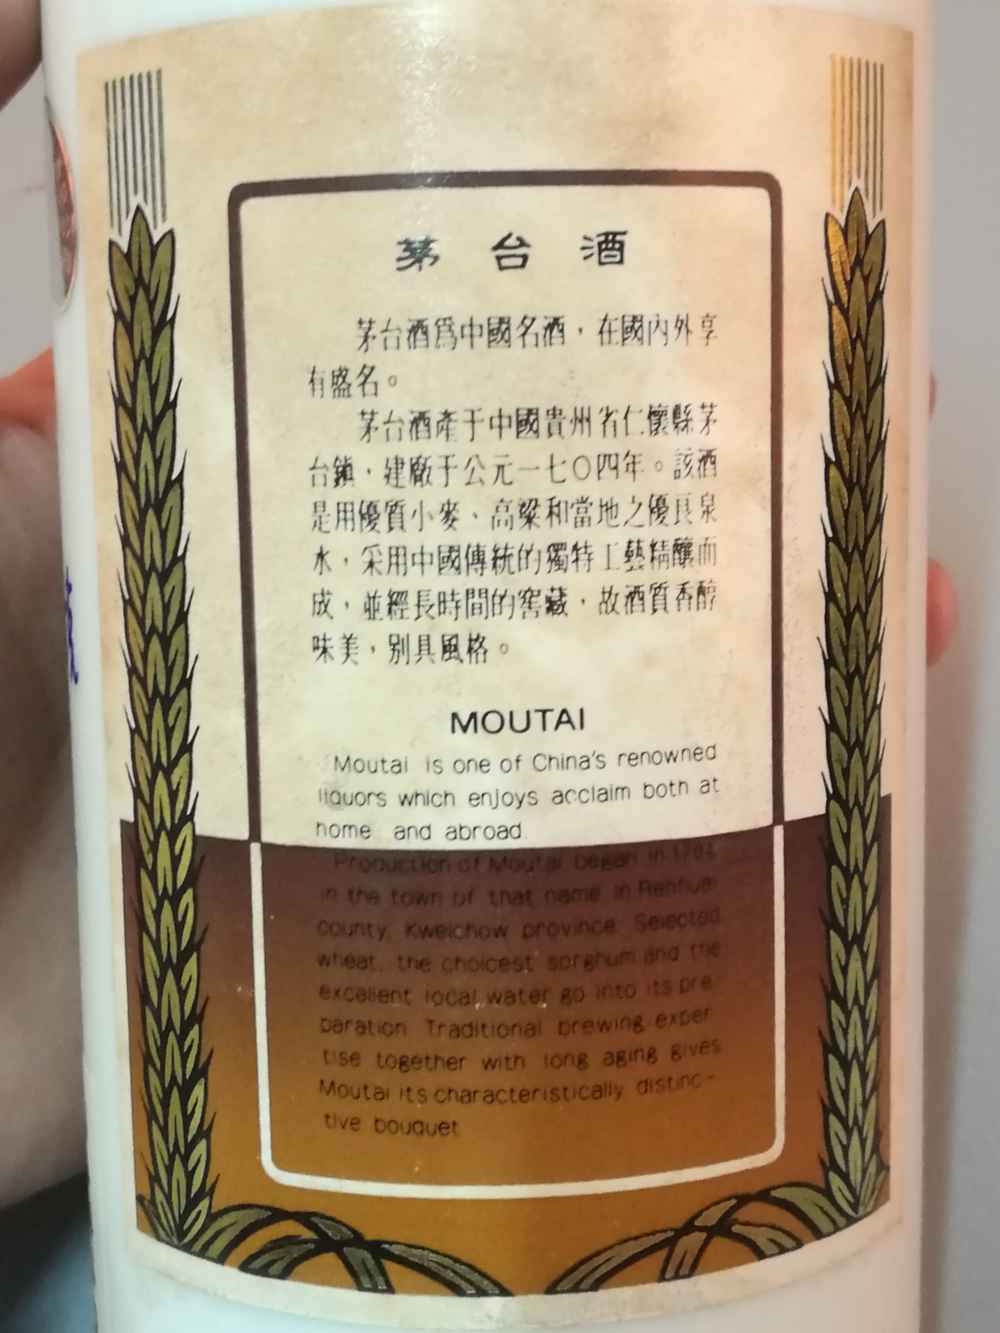 茅台酒
茅台酒爲中國名酒，在國內外享
有盛名。
茅台酒產于中國貴州省仁懷縣茅
台鎮，建廠于公元一七〇四年。該酒
是用優質小麥、高粱和當地之優良泉
水，采用中國傳統的獨特工藝精釀而
成，並經長時間的窖藏，故酒質香醇
味美，别具風格。
MOUTAI
Moutai is one of China's renowned
liquors which enjoys acclaim both at
home and abroad.
Production of Moutai began in 1704
in the town of that name in Renhuai
county, Kweichow province. Selected
wheat, the choicest sorghum and the
excellent local water go into its pre
paration. Traditional brewing exper
tise together with long aging gives
Moutai its characteristically distinc-
tive bouquet